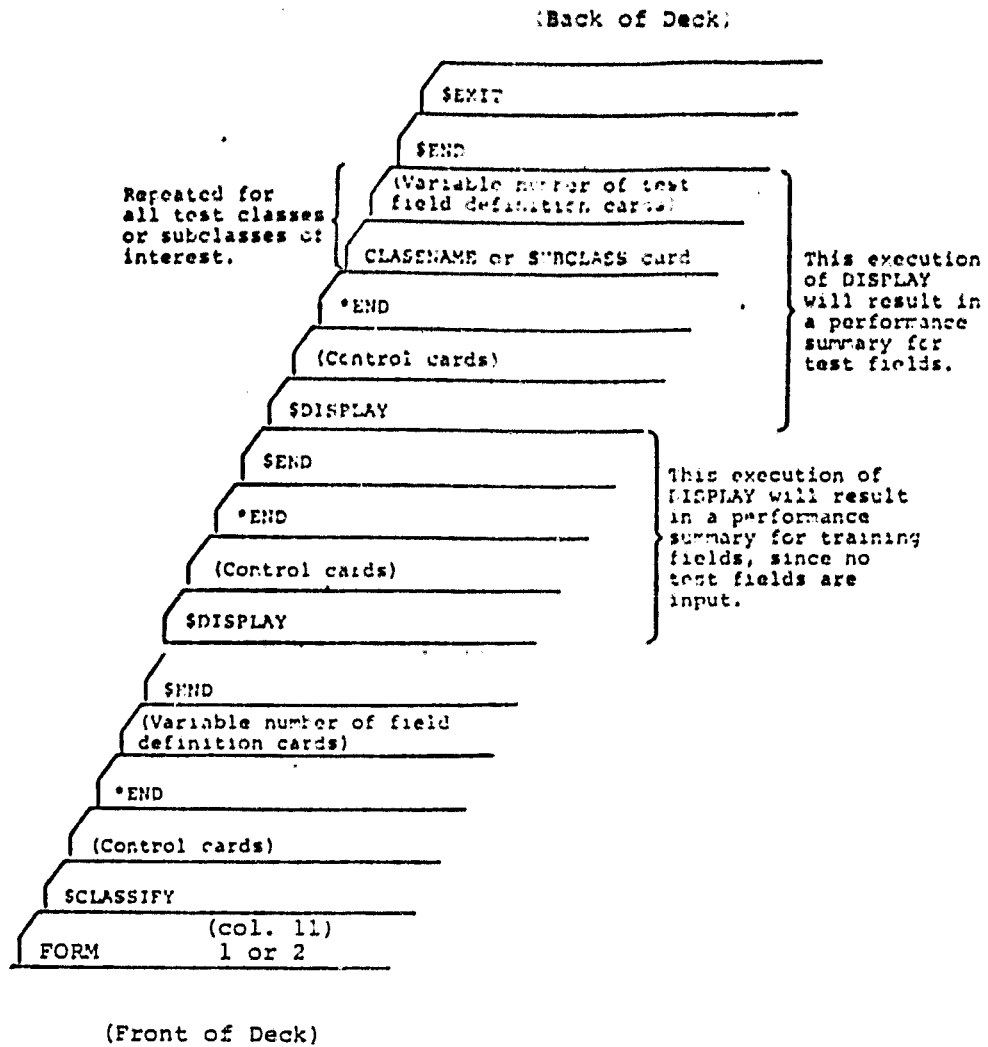 (Back of Deck)
$EXIT
$END
(Variable number of test
field definition cards)
Repeated for
all test classes
or subclasses of
interest.
CLASSNAME or SUBCLASS card
This execution
of DISPLAY
will result in
a performance
summary for
test fields.
*END
(Control cards)
$DISPLAY
$END
This execution of
DISPLAY will result
in a performance
summary for training
fields, since no
test fields are
input.
*END
(Control cards)
$DISPLAY
$END
(Variable number of field
definition cards)
*END
(Control cards)
$CLASSIFY
(col. 11)
FORM 1 or 2
(Front of Deck)